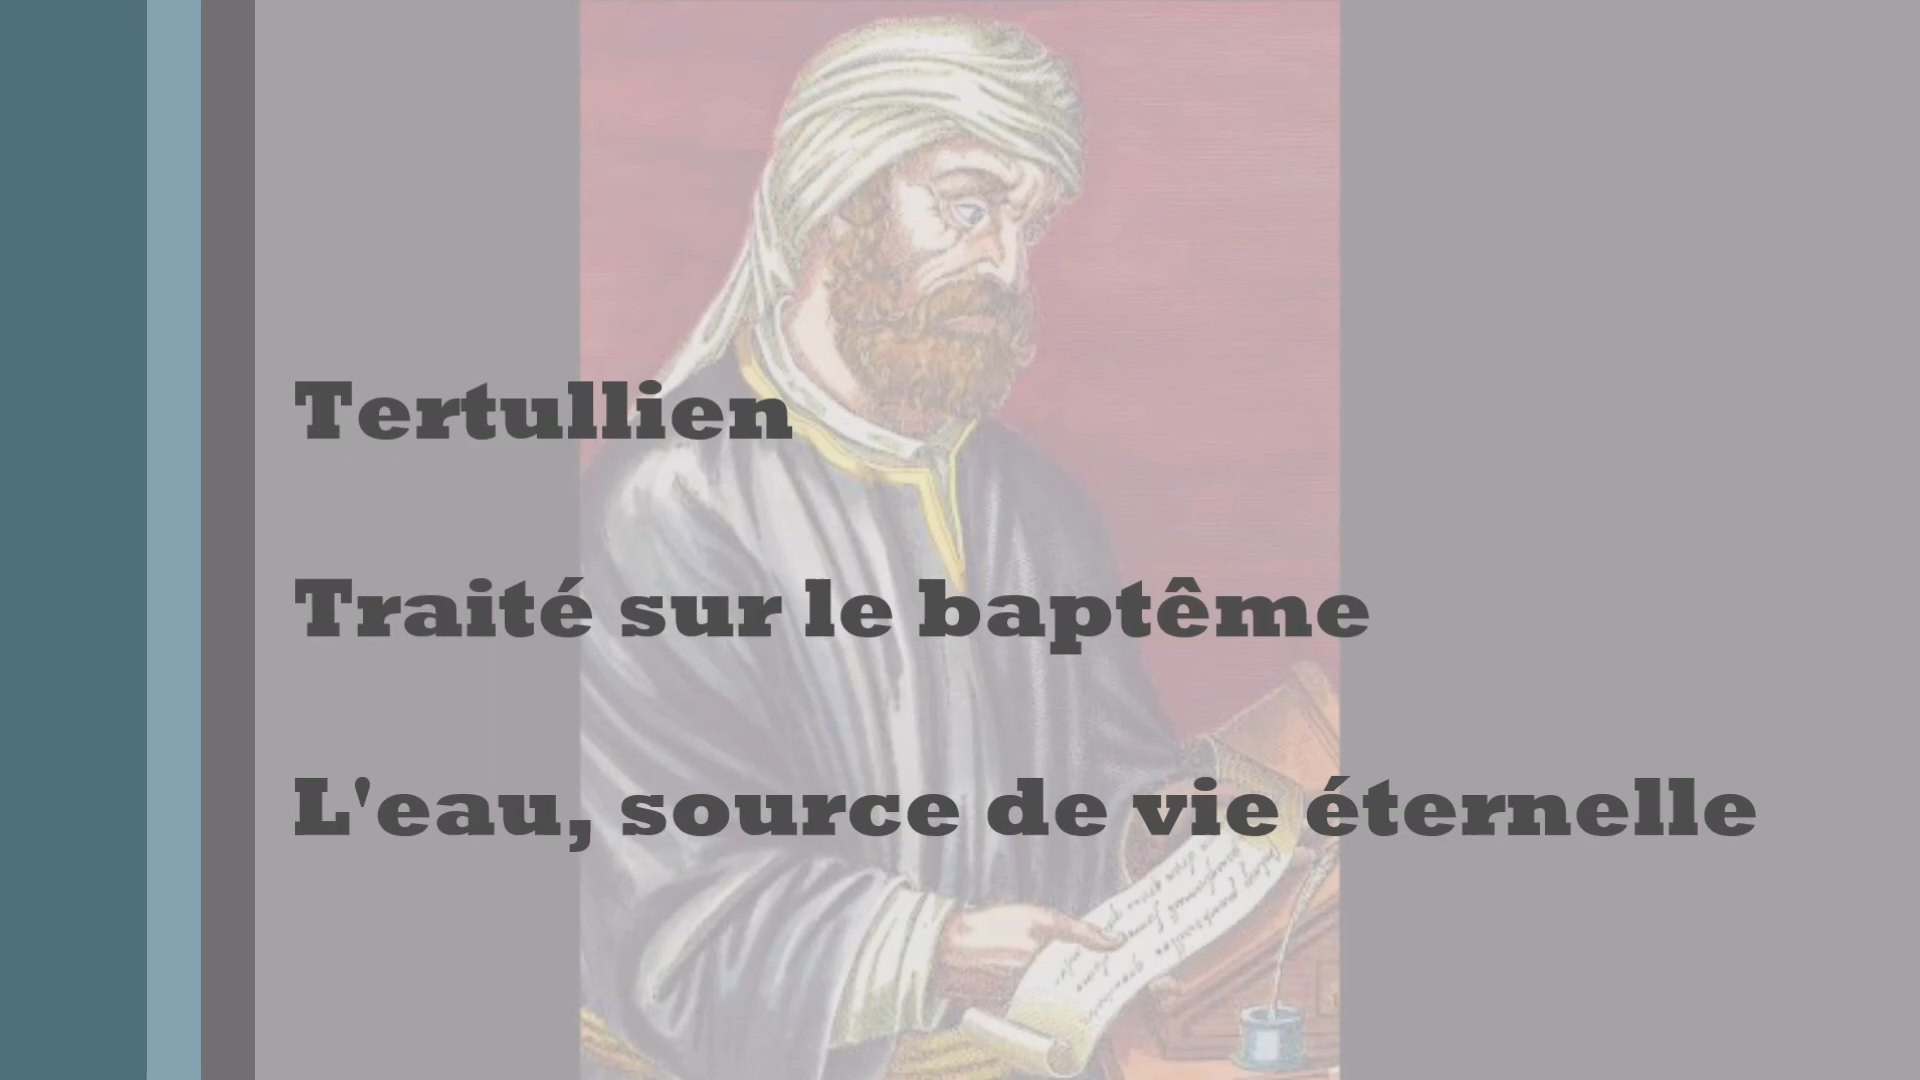 Tertullien
Traité sur le baptême
L'eau, source de vie éternelle